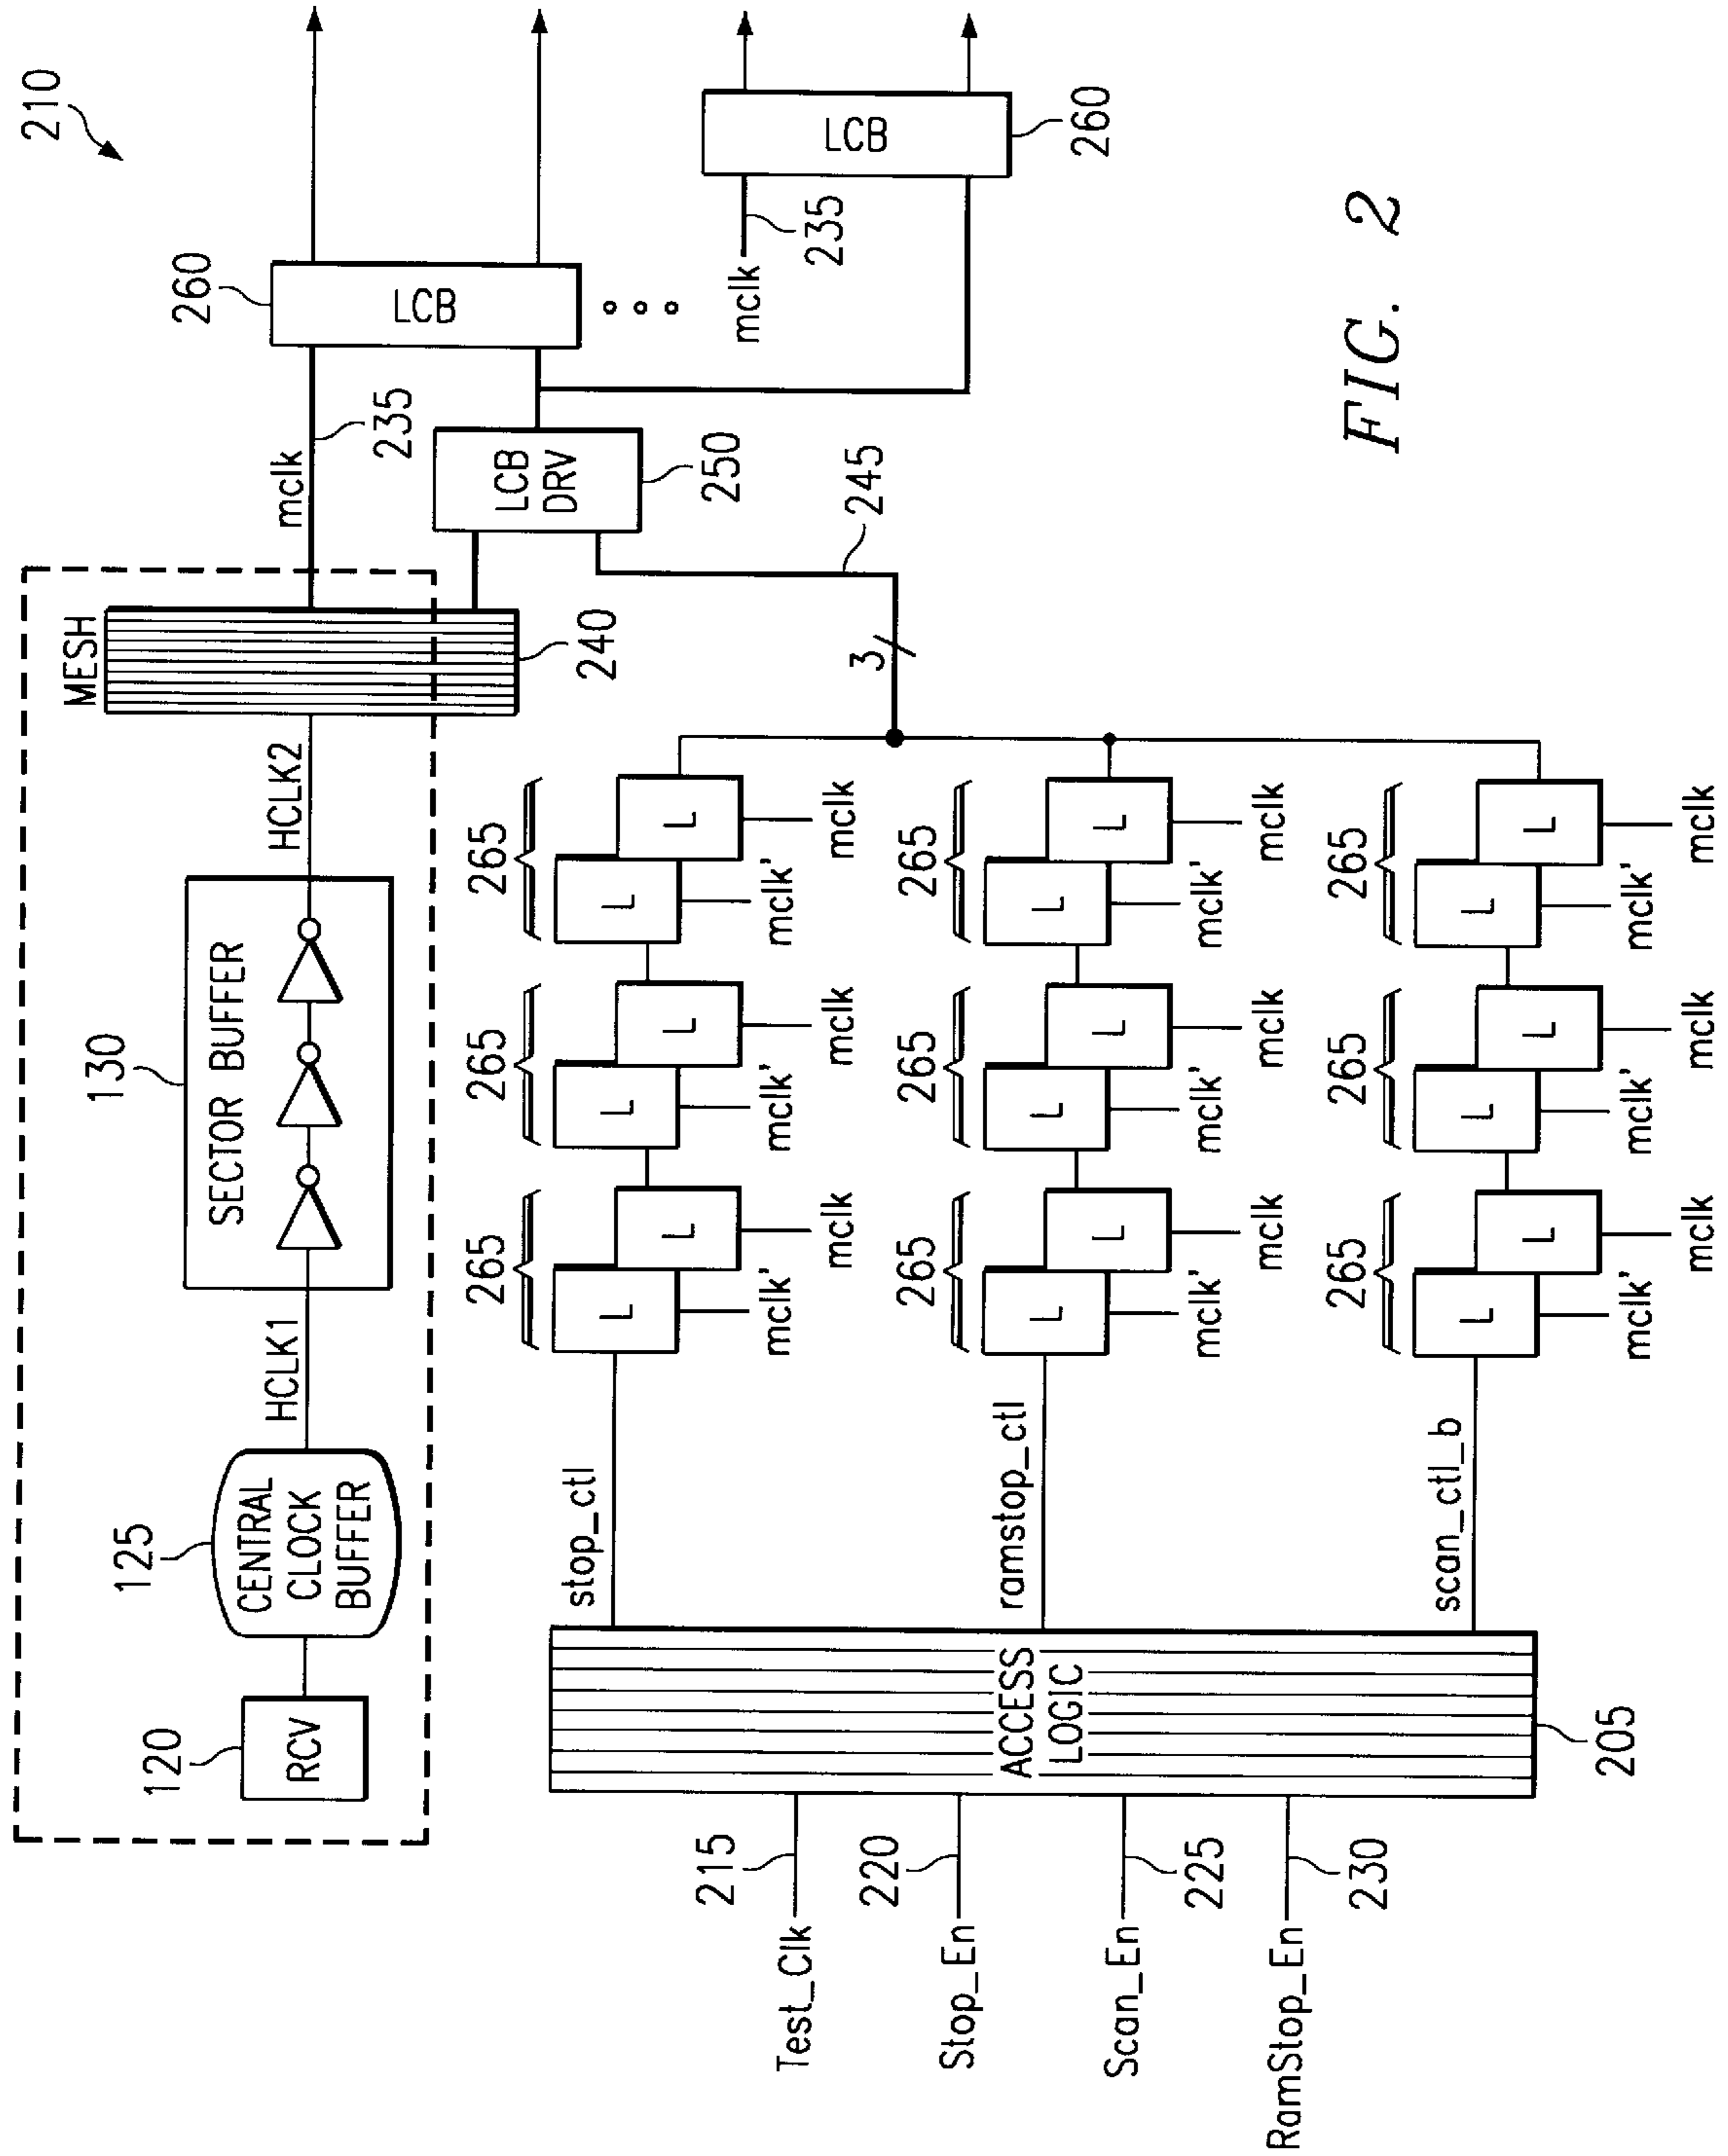 210
120
RCV
125
CENTRAL
CLOCK
BUFFER
HCLK1
130
SECTOR BUFFER
HCLK2
MESH
240
mclk
235
260
LCB
LCB
DRV
250
245
3
mclk
235
LCB
260
Test_Clk
215
Stop_En
220
Scan_En
225
RamStop_En
230
ACCESS
LOGIC
205
stop_ctl
265
265
265
L
L
L
L
L
L
mclk'
mclk
mclk'
mclk
mclk'
mclk
ramstop_ctl
265
265
265
L
L
L
L
L
L
mclk'
mclk
mclk'
mclk
mclk'
mclk
scan_ctl_b
265
265
265
L
L
L
L
L
L
mclk'
mclk
mclk'
mclk
mclk'
mclk
FIG. 2